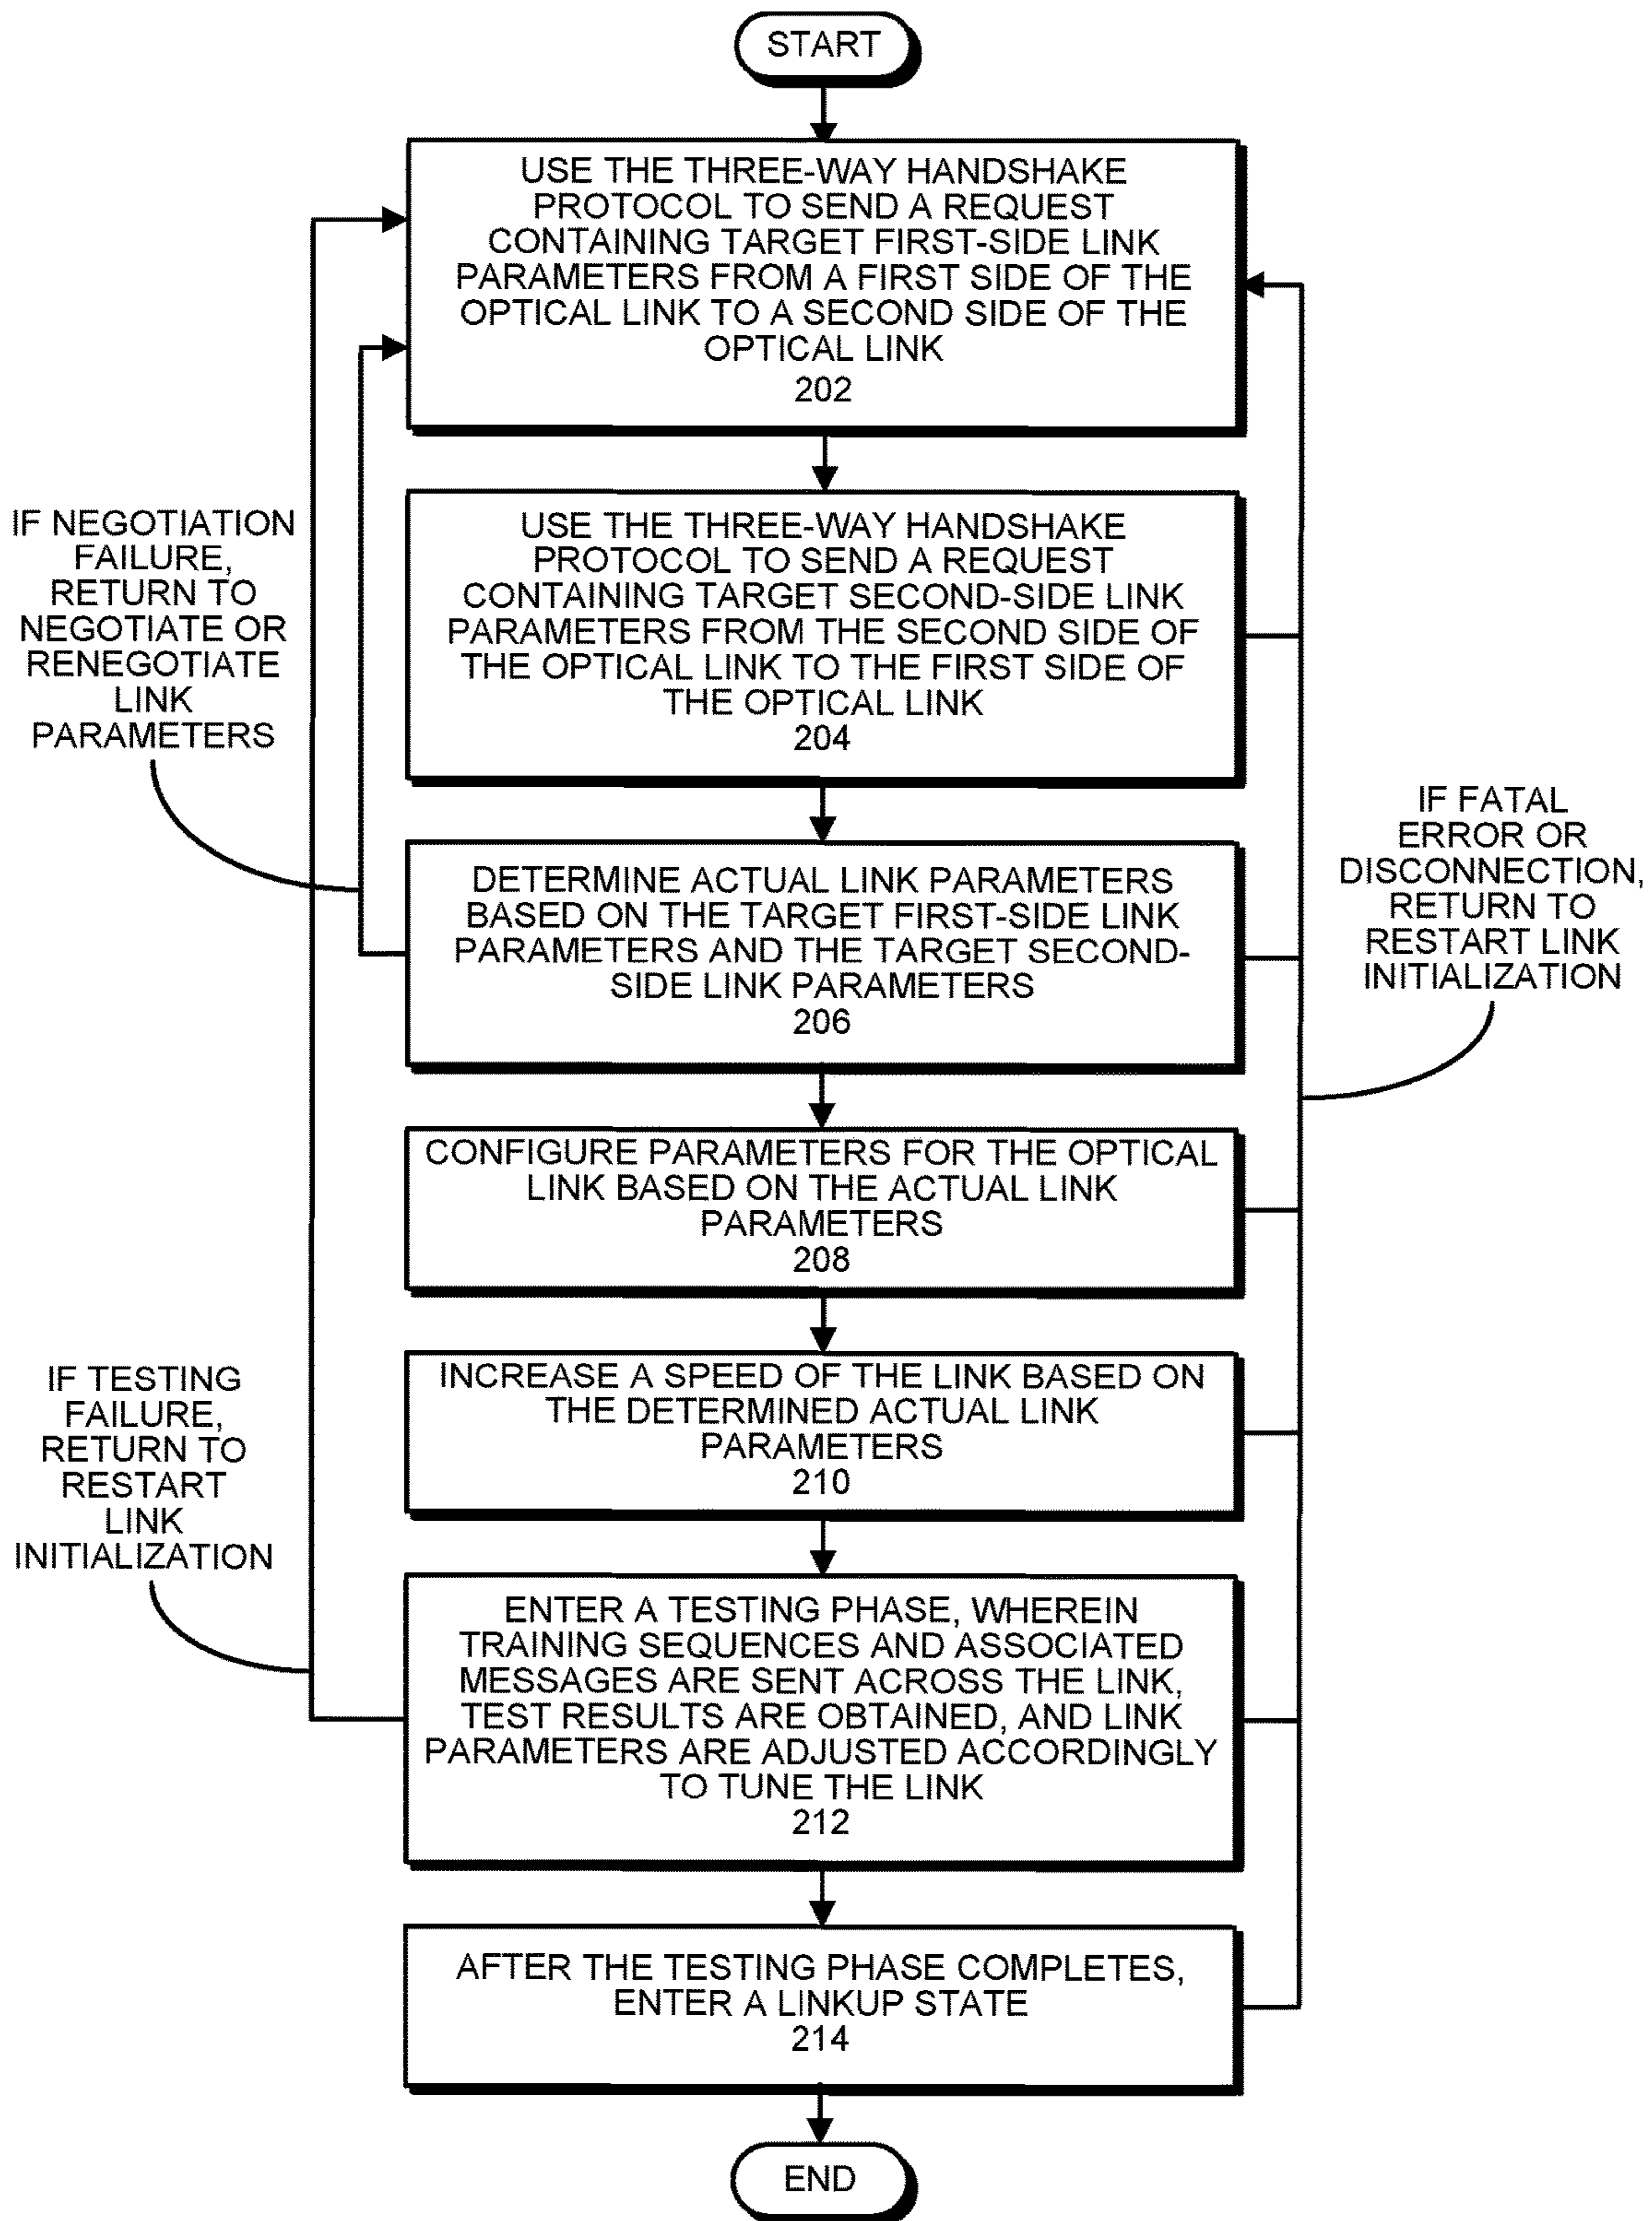 START
USE THE THREE-WAY HANDSHAKE
PROTOCOL TO SEND A REQUEST
CONTAINING TARGET FIRST-SIDE LINK
PARAMETERS FROM A FIRST SIDE OF THE
OPTICAL LINK TO A SECOND SIDE OF THE
OPTICAL LINK
202
USE THE THREE-WAY HANDSHAKE
PROTOCOL TO SEND A REQUEST
CONTAINING TARGET SECOND-SIDE LINK
PARAMETERS FROM THE SECOND SIDE OF
THE OPTICAL LINK TO THE FIRST SIDE OF
THE OPTICAL LINK
204
IF NEGOTIATION
FAILURE,
RETURN TO
NEGOTIATE OR
RENEGOTIATE
LINK
PARAMETERS
DETERMINE ACTUAL LINK PARAMETERS
BASED ON THE TARGET FIRST-SIDE LINK
PARAMETERS AND THE TARGET SECOND-
SIDE LINK PARAMETERS
206
IF FATAL
ERROR OR
DISCONNECTION,
RETURN TO
RESTART LINK
INITIALIZATION
CONFIGURE PARAMETERS FOR THE OPTICAL
LINK BASED ON THE ACTUAL LINK
PARAMETERS
208
INCREASE A SPEED OF THE LINK BASED ON
THE DETERMINED ACTUAL LINK
PARAMETERS
210
IF TESTING
FAILURE,
RETURN TO
RESTART
LINK
INITIALIZATION
ENTER A TESTING PHASE, WHEREIN
TRAINING SEQUENCES AND ASSOCIATED
MESSAGES ARE SENT ACROSS THE LINK,
TEST RESULTS ARE OBTAINED, AND LINK
PARAMETERS ARE ADJUSTED ACCORDINGLY
TO TUNE THE LINK
212
AFTER THE TESTING PHASE COMPLETES,
ENTER A LINKUP STATE
214
END